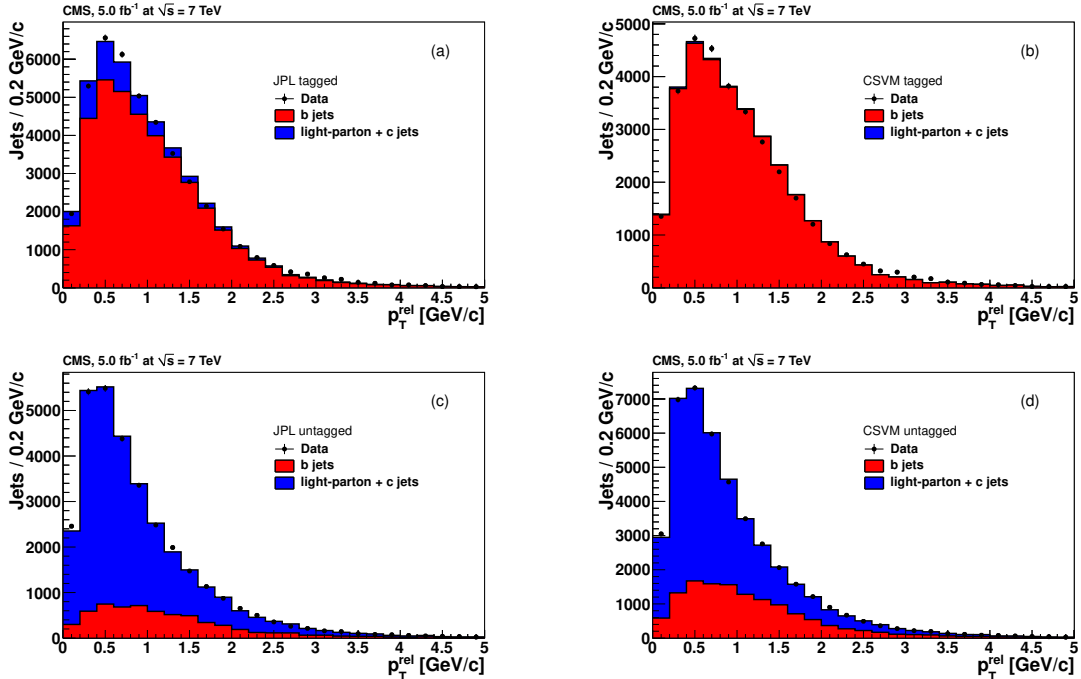 CMS, 5.0 fb⁻¹ at √s = 7 TeV
(a)
JPL tagged
Data
b jets
light-parton + c jets
Jets / 0.2 GeV/c
6000
5000
4000
3000
2000
1000
0
0 0.5 1 1.5 2 2.5 3 3.5 4 4.5 5
p_T^rel [GeV/c]
CMS, 5.0 fb⁻¹ at √s = 7 TeV
(b)
CSVM tagged
Data
b jets
light-parton + c jets
Jets / 0.2 GeV/c
5000
4000
3000
2000
1000
0
0 0.5 1 1.5 2 2.5 3 3.5 4 4.5 5
p_T^rel [GeV/c]
CMS, 5.0 fb⁻¹ at √s = 7 TeV
(c)
JPL untagged
Data
b jets
light-parton + c jets
Jets / 0.2 GeV/c
5000
4000
3000
2000
1000
0
0 0.5 1 1.5 2 2.5 3 3.5 4 4.5 5
p_T^rel [GeV/c]
CMS, 5.0 fb⁻¹ at √s = 7 TeV
(d)
CSVM untagged
Data
b jets
light-parton + c jets
Jets / 0.2 GeV/c
7000
6000
5000
4000
3000
2000
1000
0
0 0.5 1 1.5 2 2.5 3 3.5 4 4.5 5
p_T^rel [GeV/c]